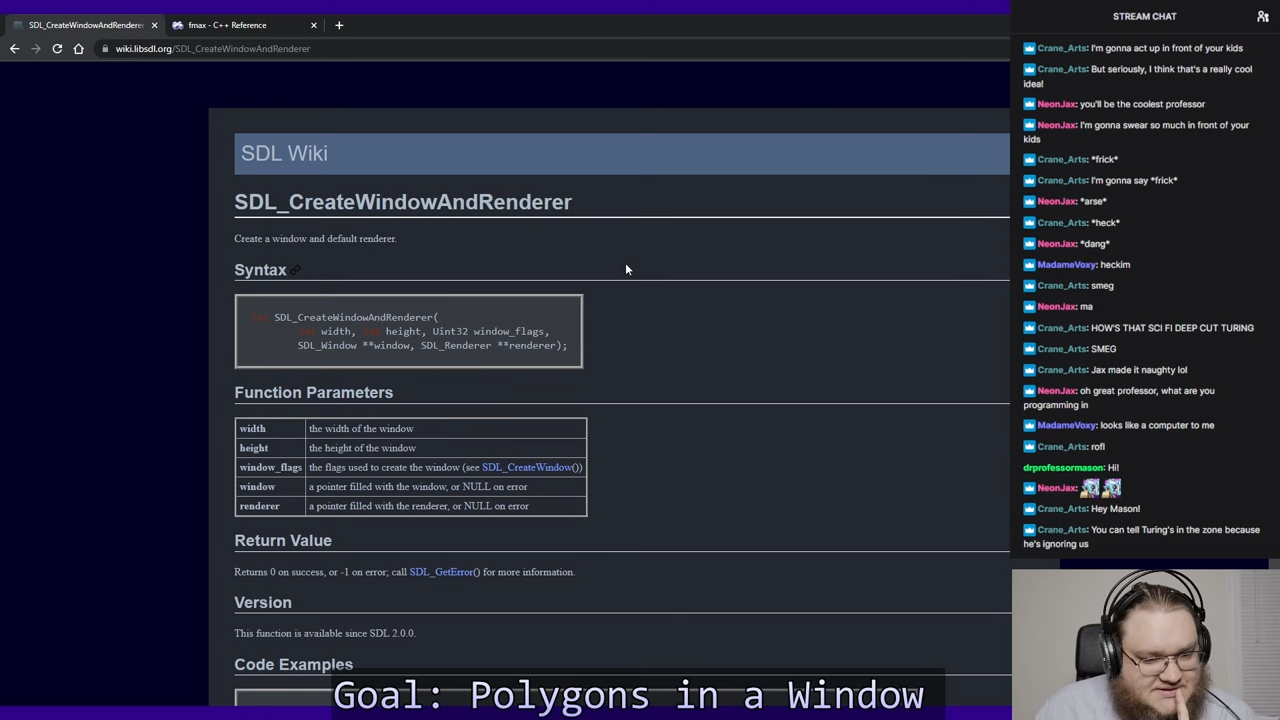 SDL_CreateWindowAndRenderer
fmax - C++ Reference
wiki.libsdl.org/SDL_CreateWindowAndRenderer
SDL Wiki
SDL_CreateWindowAndRenderer
Create a window and default renderer.
Syntax
int SDL_CreateWindowAndRenderer(
int width, int height, Uint32 window_flags,
SDL_Window **window, SDL_Renderer **renderer);
Function Parameters
width the width of the window
height the height of the window
window_flags the flags used to create the window (see SDL_CreateWindow())
window a pointer filled with the window, or NULL on error
renderer a pointer filled with the renderer, or NULL on error
Return Value
Returns 0 on success, or -1 on error; call SDL_GetError() for more information.
Version
This function is available since SDL 2.0.0.
Code Examples
Goal: Polygons in a Window
STREAM CHAT
Crane_Arts: I'm gonna act up in front of your kids
Crane_Arts: But seriously, I think that's a really cool
idea!
NeonJax: you'll be the coolest professor
NeonJax: I'm gonna swear so much in front of your
kids
Crane_Arts: *frick*
Crane_Arts: I'm gonna say *frick*
NeonJax: *arse*
Crane_Arts: *heck*
NeonJax: *dang*
MadameVoxy: heckim
Crane_Arts: smeg
NeonJax: ma
Crane_Arts: HOW'S THAT SCI FI DEEP CUT TURING
Crane_Arts: SMEG
Crane_Arts: Jax made it naughty lol
NeonJax: oh great professor, what are you
programming in
MadameVoxy: looks like a computer to me
Crane_Arts: rofl
drprofessormason: Hi!
NeonJax:
Crane_Arts: Hey Mason!
Crane_Arts: You can tell Turing's in the zone because
he's ignoring us